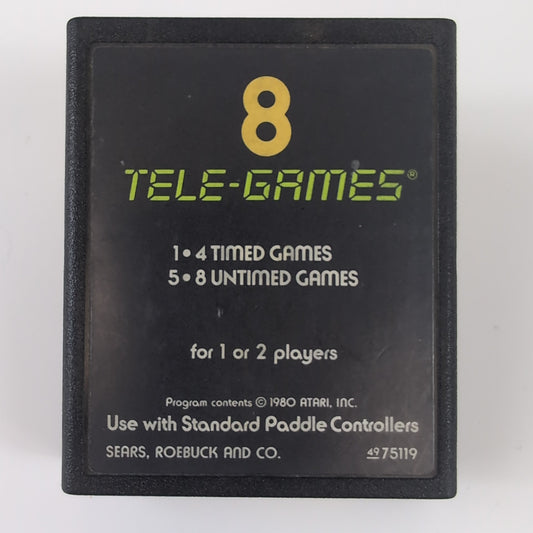 8
TELE-GAMES®
1•4 TIMED GAMES
5•8 UNTIMED GAMES
for 1 or 2 players
Program contents © 1980 ATARI, INC.
Use with Standard Paddle Controllers
SEARS, ROEBUCK AND CO. 49 75119